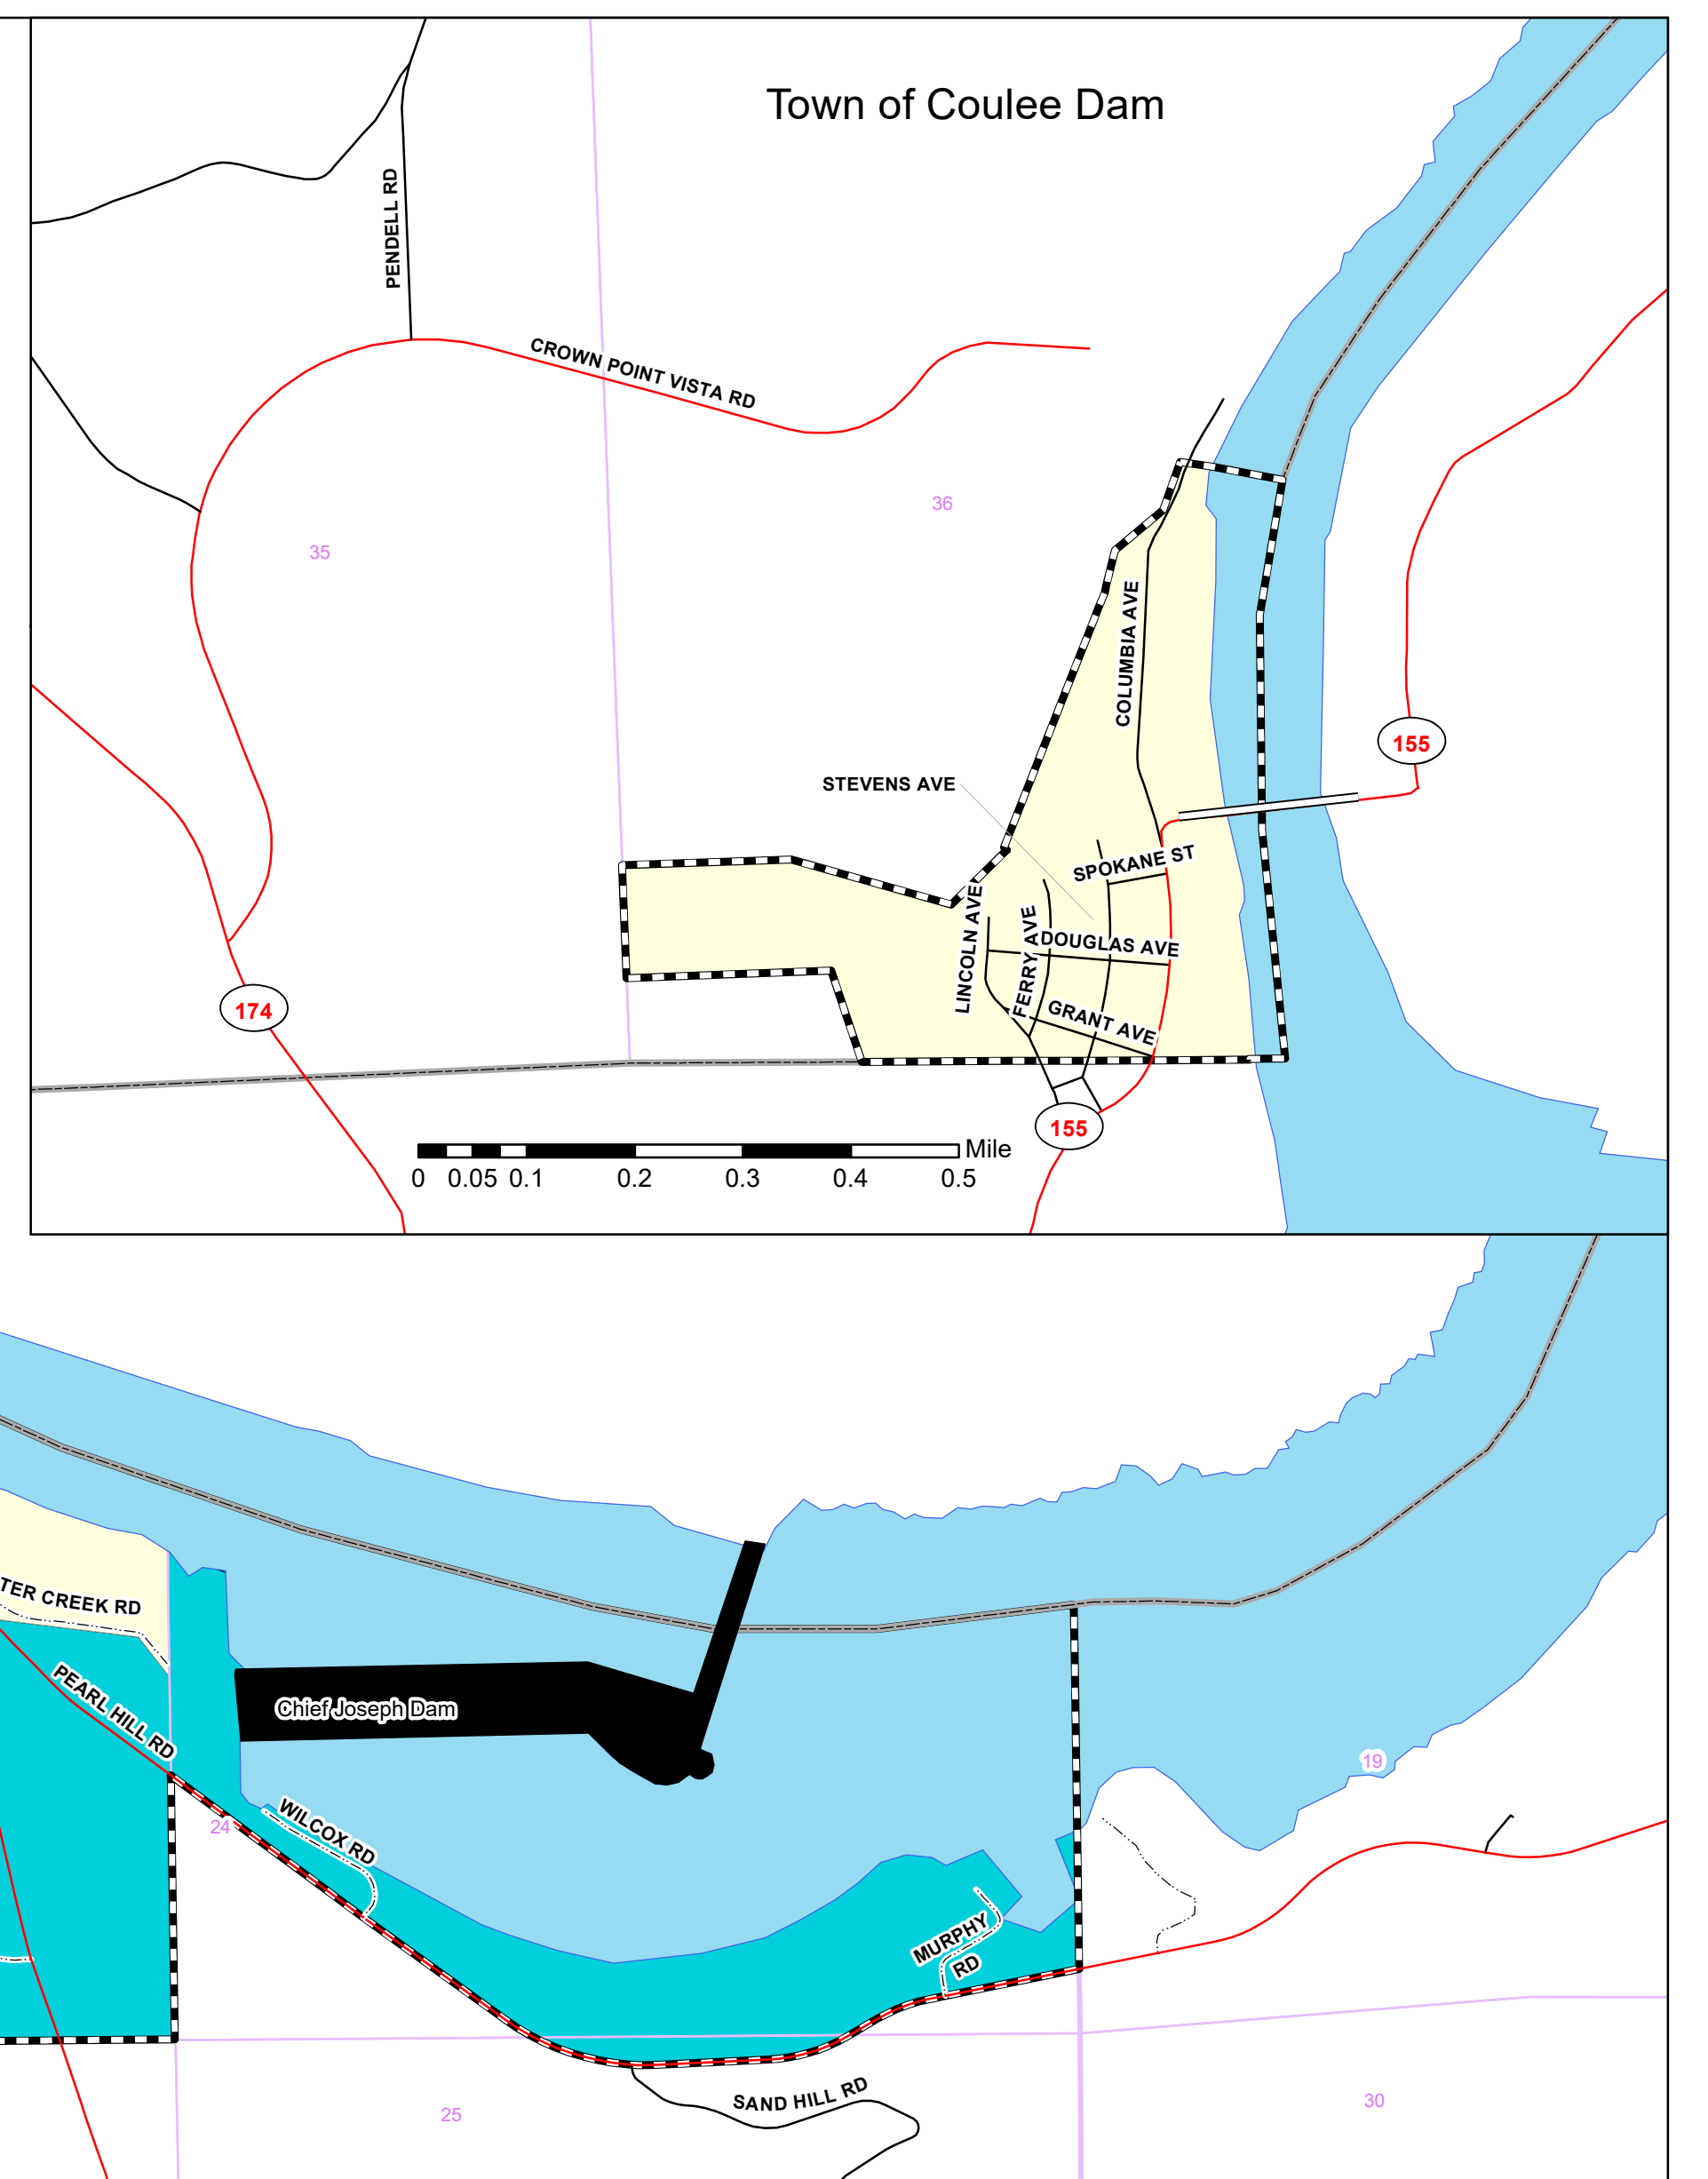 Town of Coulee Dam
PENDELL RD
CROWN POINT VISTA RD
36
35
COLUMBIA AVE
155
STEVENS AVE
SPOKANE ST
LINCOLN AVE
FERRY AVE
DOUGLAS AVE
GRANT AVE
174
155
Mile
0 0.05 0.1 0.2 0.3 0.4 0.5
TER CREEK RD
PEARL HILL RD
Chief Joseph Dam
19
24
WILCOX RD
MURPHY
RD
SAND HILL RD
25
30